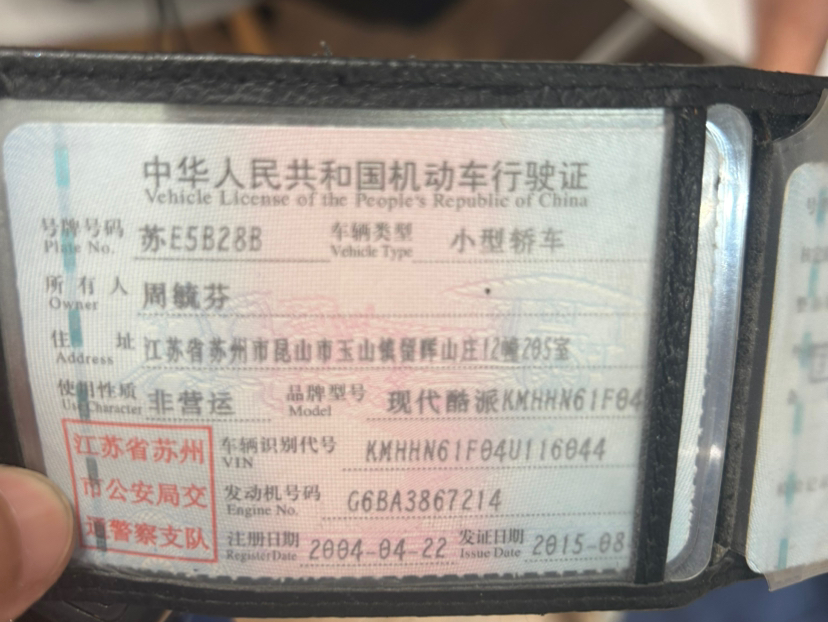 中华人民共和国机动车行驶证
Vehicle License of the People's Republic of China
号牌号码 Plate No. 苏E5B28B 车辆类型 Vehicle Type 小型轿车
所有人 Owner 周毓芬
住址 Address 江苏省苏州市昆山市玉山镇留晖山庄12幢205室
使用性质 Use Character 非营运 品牌型号 Model 现代酷派KMHHN61F04
江苏省苏州
市公安局交
通警察支队
车辆识别代号 VIN KMHHN61F04U116044
发动机号码 Engine No. G6BA3867214
注册日期 Register Date 2004-04-22 发证日期 Issue Date 2015-08